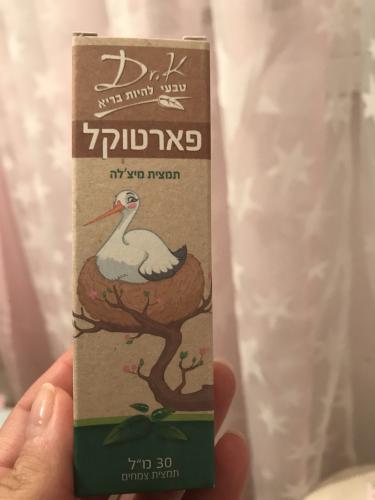 Dr.K
טבעי להיות בריא
פארטוקל
תמצית מיצ'לה
30 מ"ל
תמצית צמחים